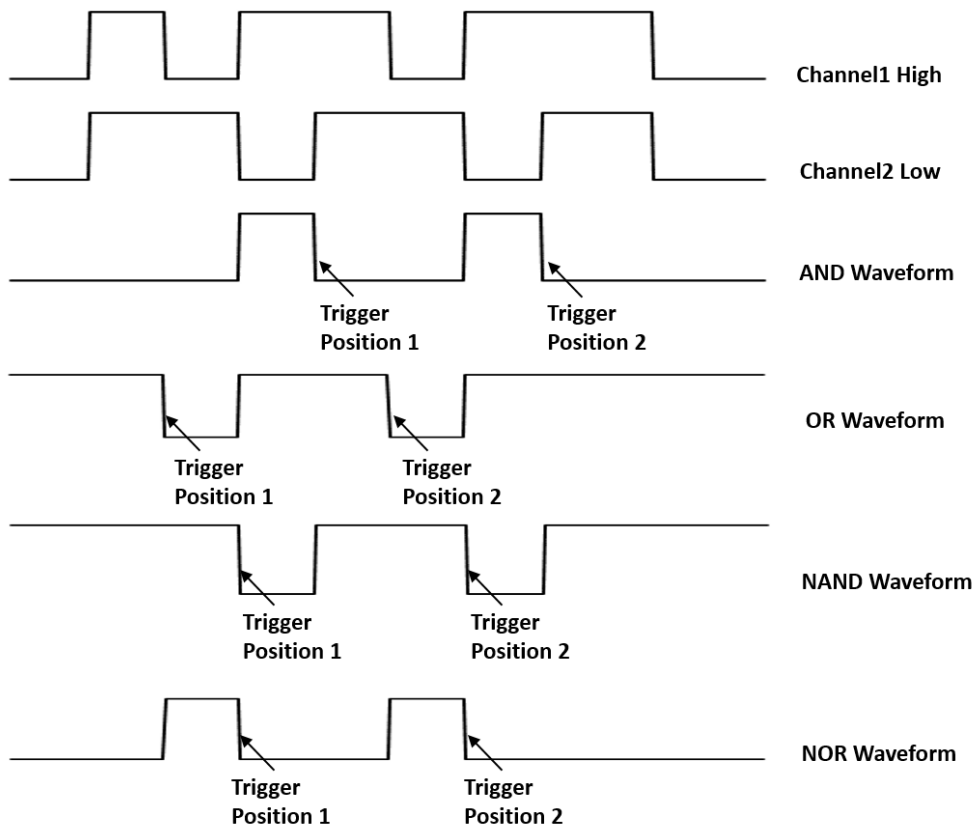 Channel1 High
Channel2 Low
AND Waveform
Trigger
Position 1
Trigger
Position 2
OR Waveform
Trigger
Position 1
Trigger
Position 2
NAND Waveform
Trigger
Position 1
Trigger
Position 2
NOR Waveform
Trigger
Position 1
Trigger
Position 2